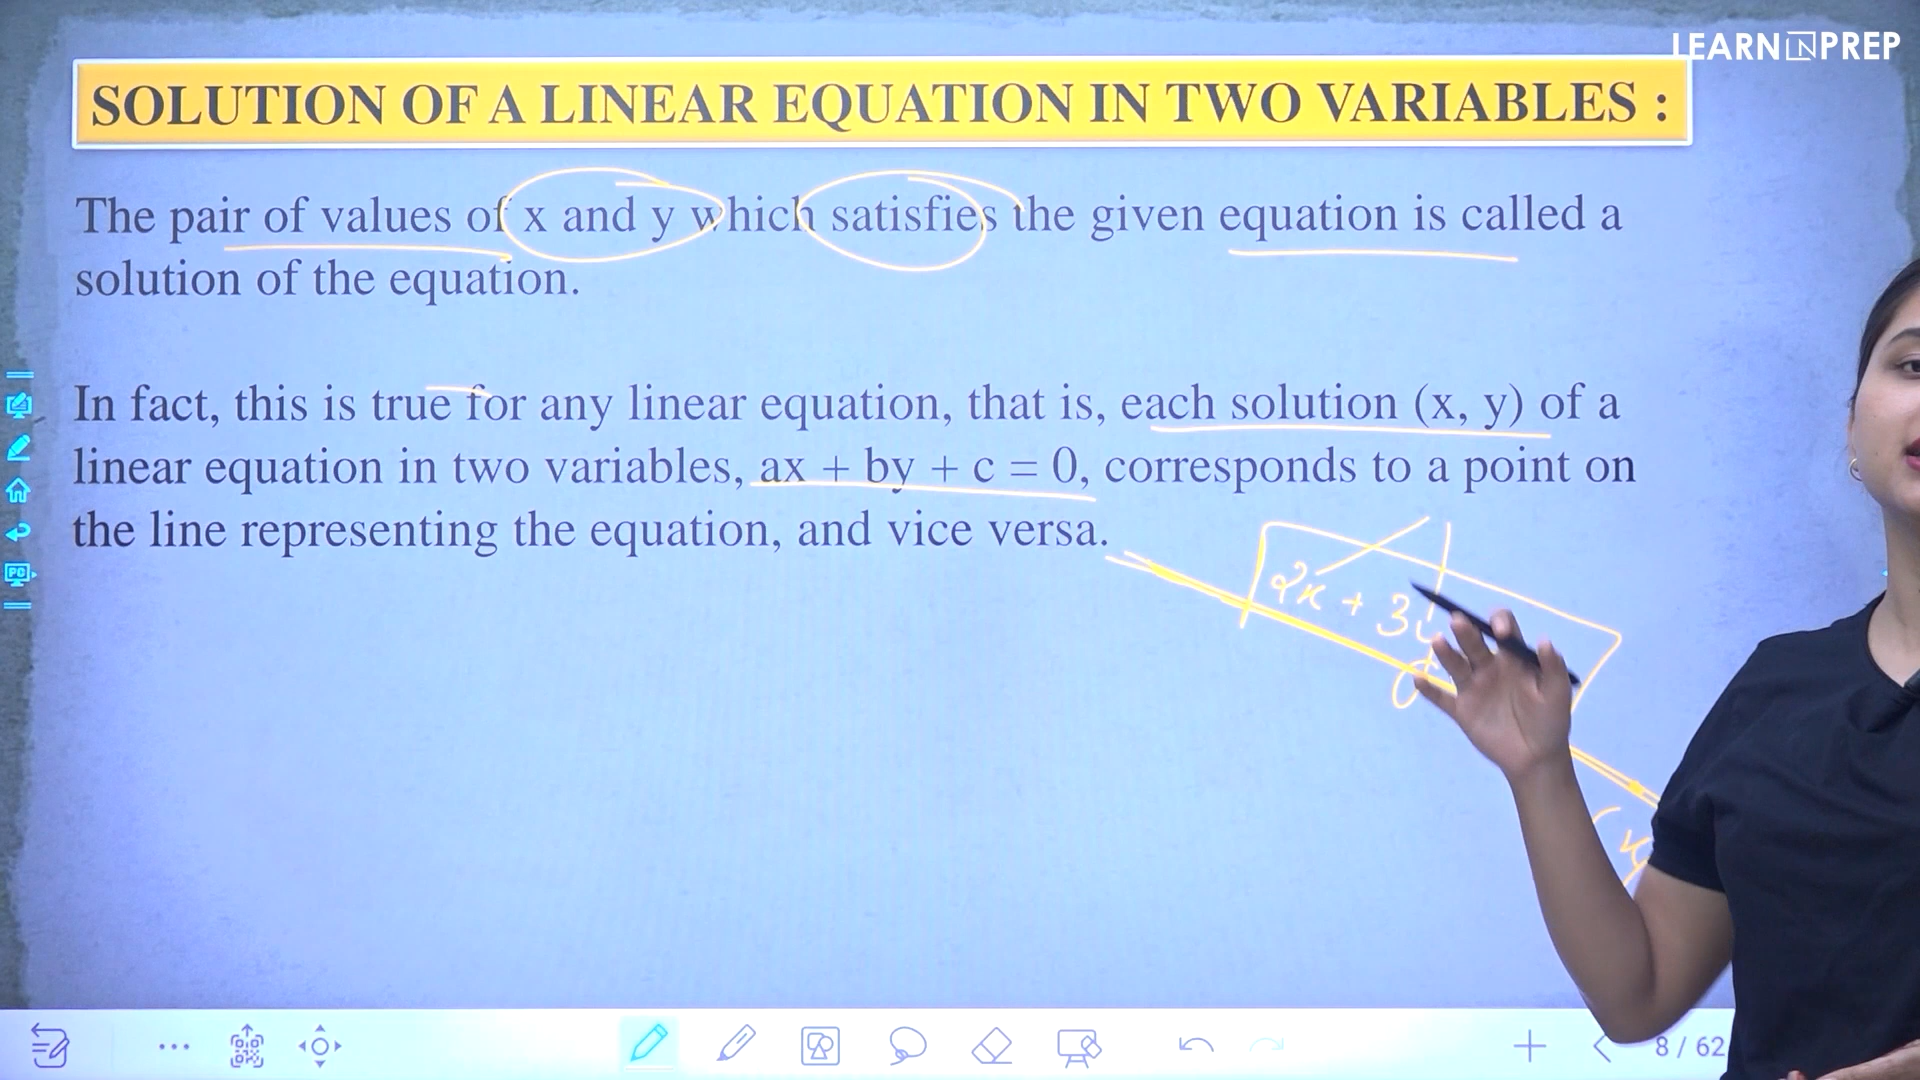 LEARN N PREP
SOLUTION OF A LINEAR EQUATION IN TWO VARIABLES :
The pair of values of x and y which satisfies the given equation is called a
solution of the equation.
In fact, this is true for any linear equation, that is, each solution (x, y) of a
linear equation in two variables, ax + by + c = 0, corresponds to a point on
the line representing the equation, and vice versa.
2x + 3y
(x
PC
8 / 62